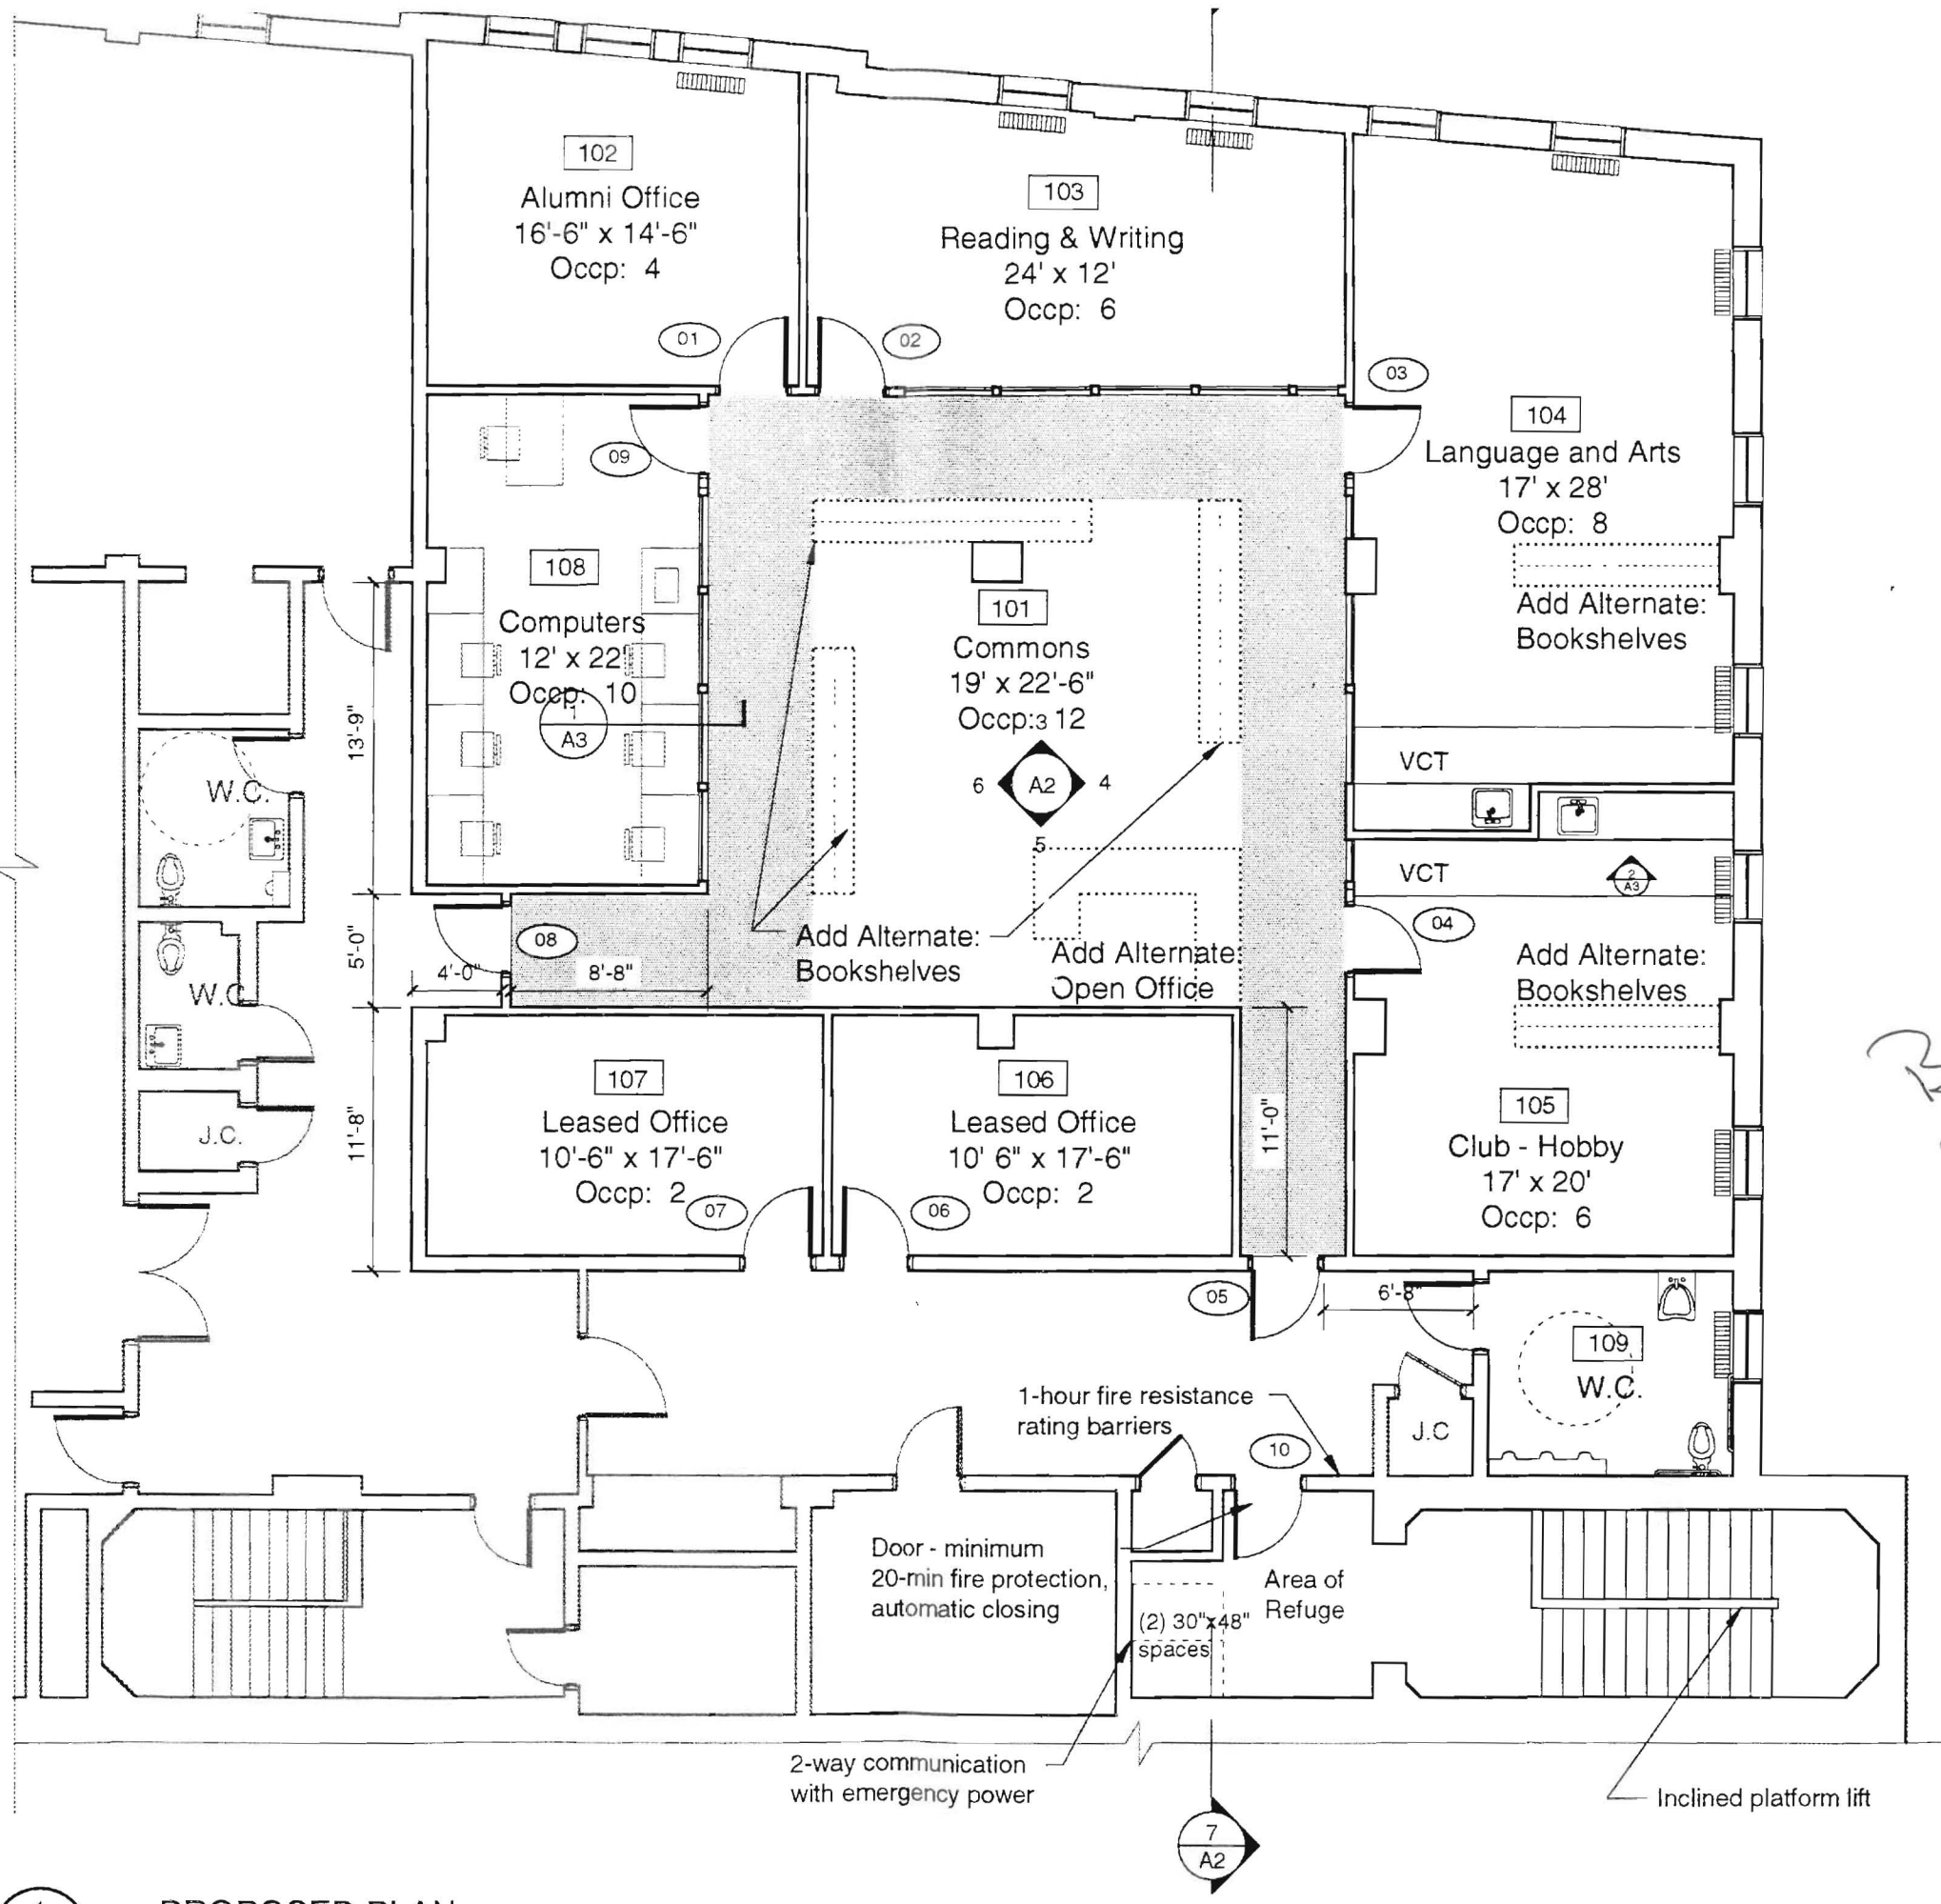 102
Alumni Office
16'-6" x 14'-6"
Occp: 4
103
Reading & Writing
24' x 12'
Occp: 6
01
02
03
104
Language and Arts
17' x 28'
Occp: 8
Add Alternate:
Bookshelves
09
108
Computers
12' x 22'
Occp: 10
1
A3
101
Commons
19' x 22'-6"
Occp: 12
3
6
A2
4
5
VCT
VCT
2
A3
13'-9"
W.C.
W.C
J.C.
5'-0"
4'-0"
08
8'-8"
Add Alternate:
Bookshelves
Add Alternate
Open Office
04
Add Alternate:
Bookshelves
107
Leased Office
10'-6" x 17'-6"
Occp: 2
07
106
Leased Office
10' 6" x 17'-6"
Occp: 2
06
11'-8"
11'-0"
105
Club - Hobby
17' x 20'
Occp: 6
05
6'-8"
109
W.C.
1-hour fire resistance
rating barriers
10
J.C
Door - minimum
20-min fire protection,
automatic closing
Area of
Refuge
(2) 30"x48"
spaces
2-way communication
with emergency power
Inclined platform lift
7
A2
1
PROPOSED PLAN